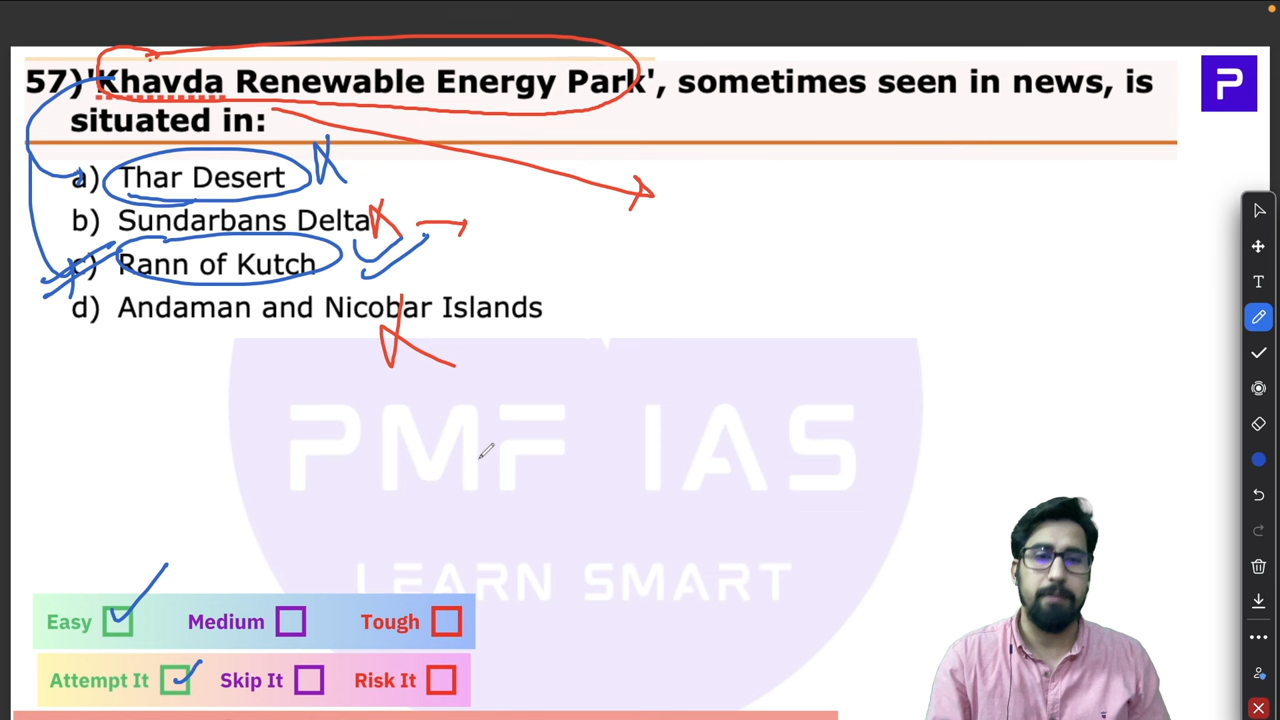 57)'Khavda Renewable Energy Park', sometimes seen in news, is
situated in:
a) Thar Desert
b) Sundarbans Delta
c) Rann of Kutch
d) Andaman and Nicobar Islands
PMF IAS
LEARN SMART
Easy Medium Tough
Attempt It Skip It Risk It